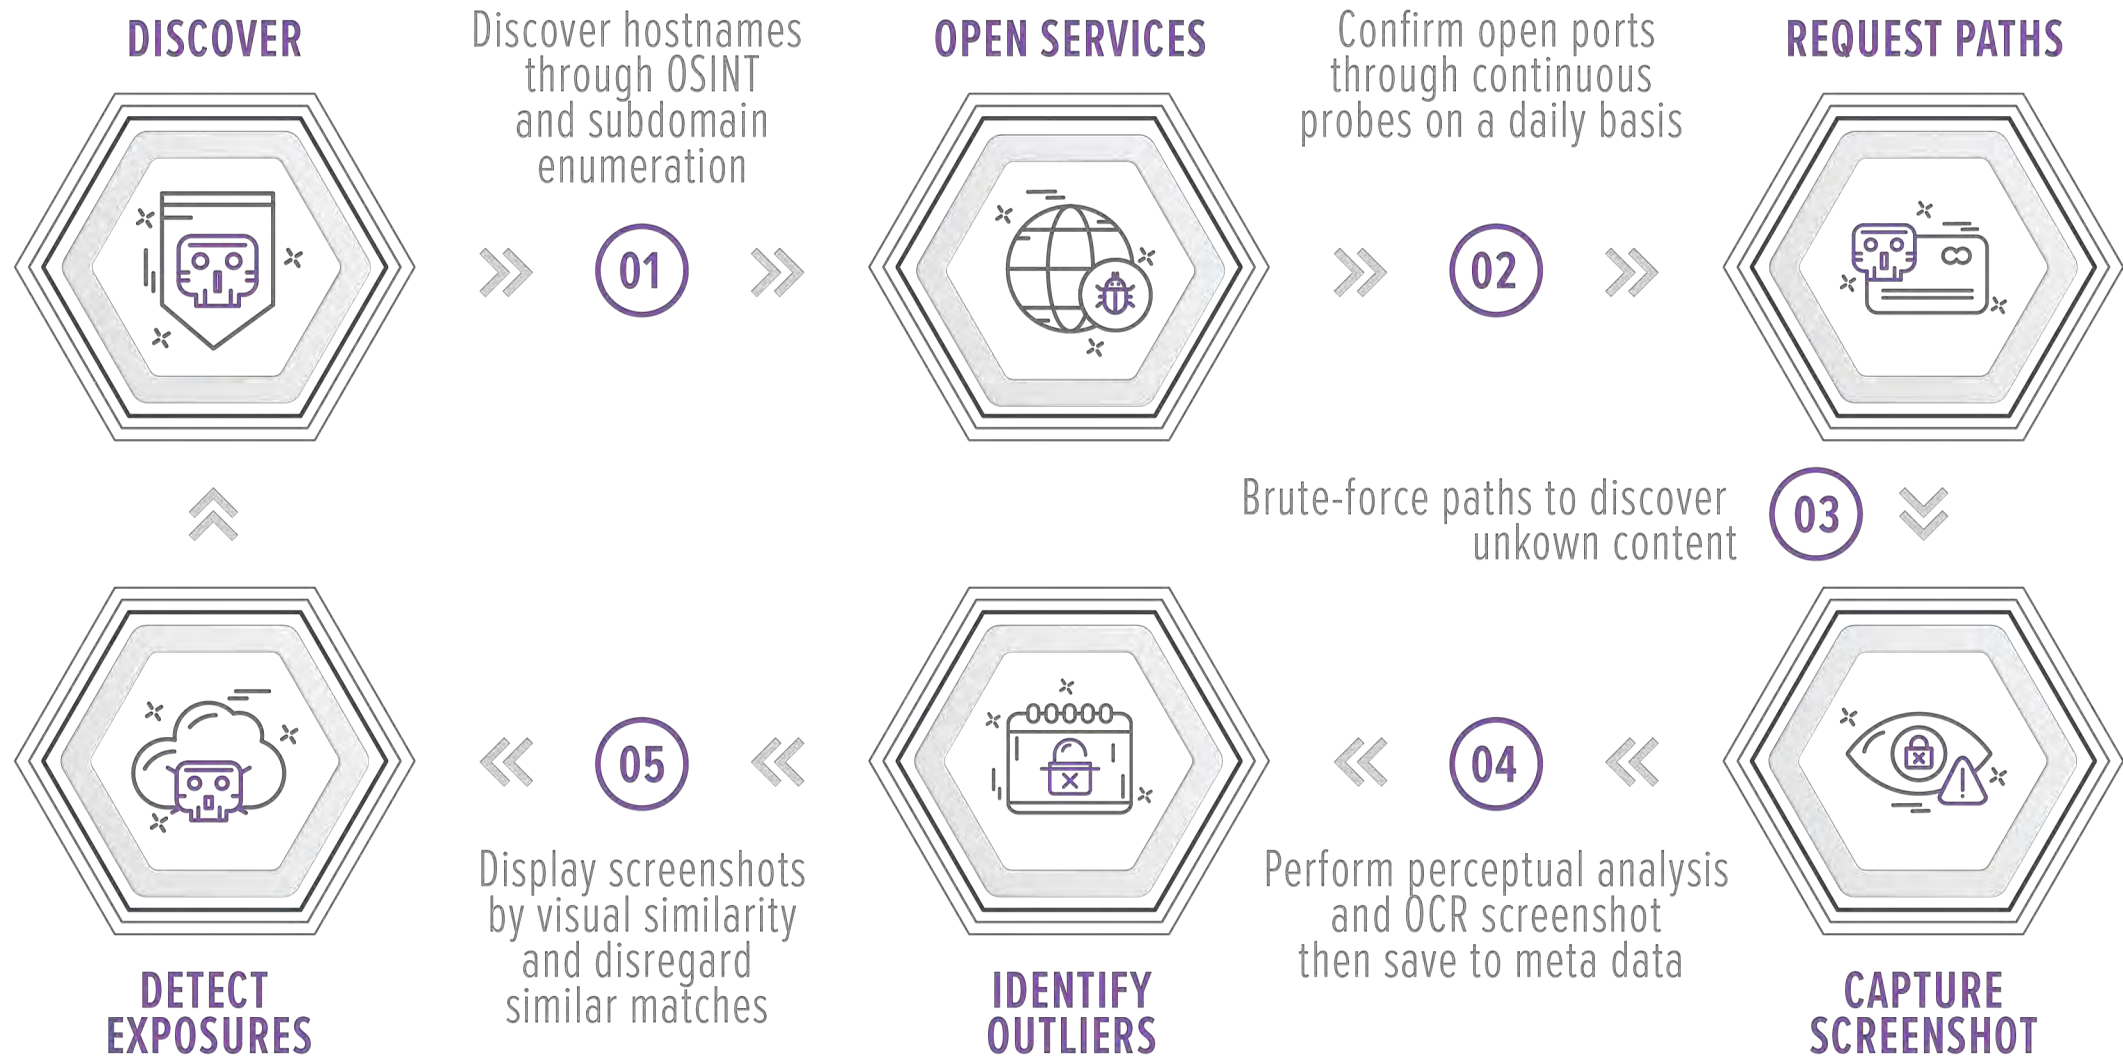 DISCOVER
Discover hostnames
through OSINT
and subdomain
enumeration
01
OPEN SERVICES
Confirm open ports
through continuous
probes on a daily basis
02
REQUEST PATHS
Brute-force paths to discover
unkown content
03
CAPTURE
SCREENSHOT
04
Perform perceptual analysis
and OCR screenshot
then save to meta data
IDENTIFY
OUTLIERS
05
Display screenshots
by visual similarity
and disregard
similar matches
DETECT
EXPOSURES